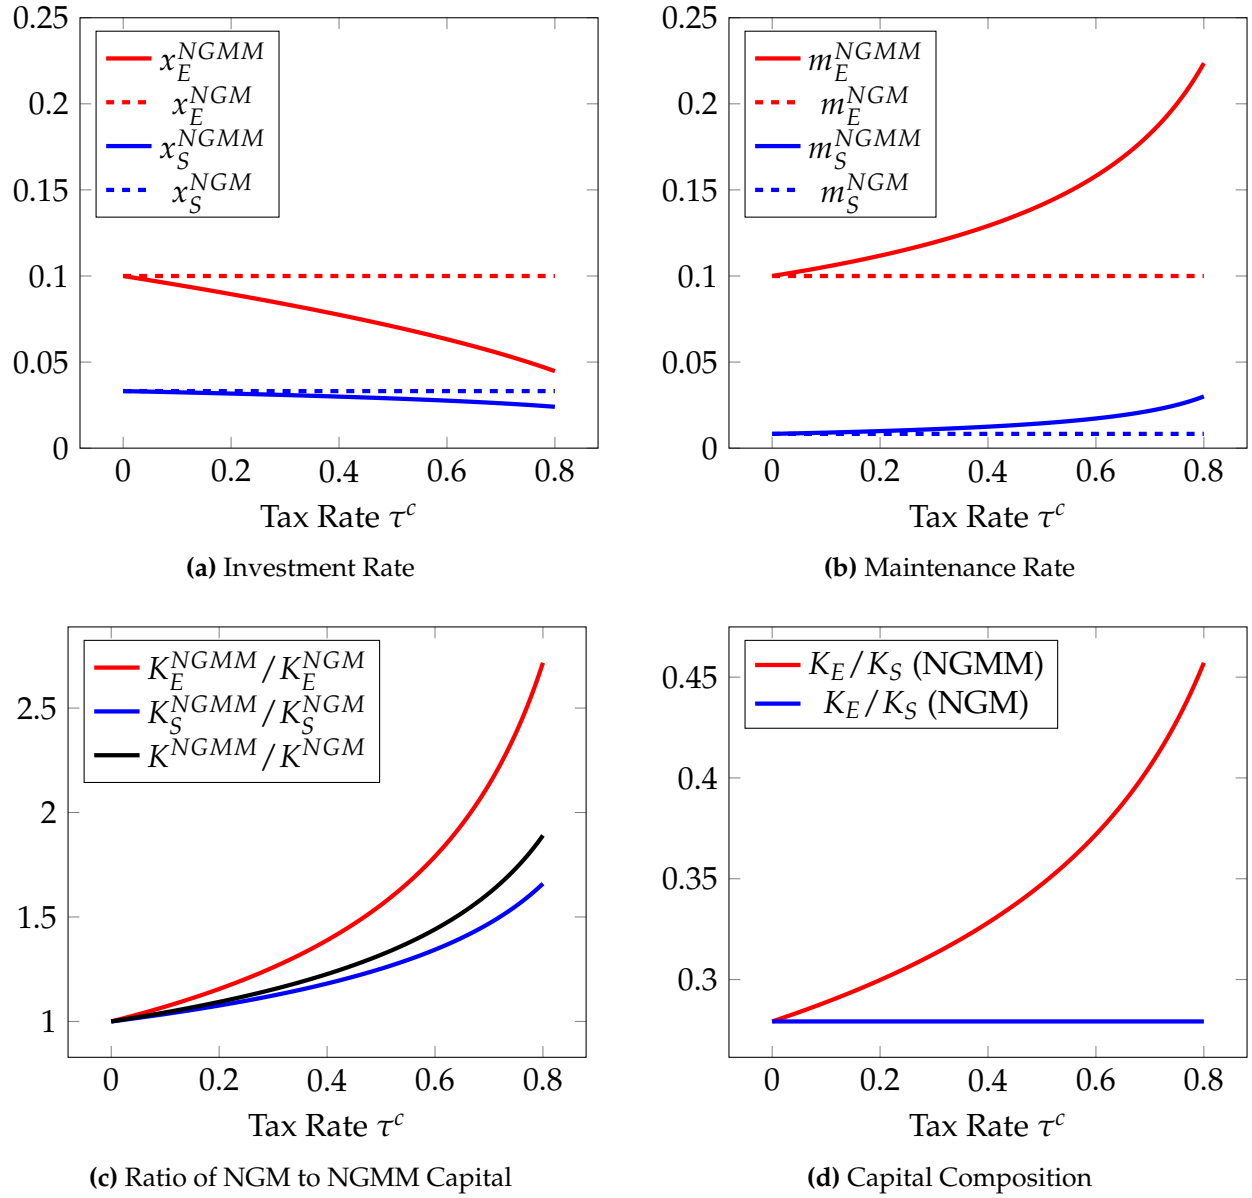 0.25
0.2
0.15
0.1
0.05
0
x_E^{NGMM}
x_E^{NGM}
x_S^{NGMM}
x_S^{NGM}
0 0.2 0.4 0.6 0.8
Tax Rate τ^c
(a) Investment Rate
0.25
0.2
0.15
0.1
0.05
0
m_E^{NGMM}
m_E^{NGM}
m_S^{NGMM}
m_S^{NGM}
0 0.2 0.4 0.6 0.8
Tax Rate τ^c
(b) Maintenance Rate
2.5
2
1.5
1
K_E^{NGMM}/K_E^{NGM}
K_S^{NGMM}/K_S^{NGM}
K^{NGMM}/K^{NGM}
0 0.2 0.4 0.6 0.8
Tax Rate τ^c
(c) Ratio of NGM to NGMM Capital
0.45
0.4
0.35
0.3
K_E/K_S (NGMM)
K_E/K_S (NGM)
0 0.2 0.4 0.6 0.8
Tax Rate τ^c
(d) Capital Composition